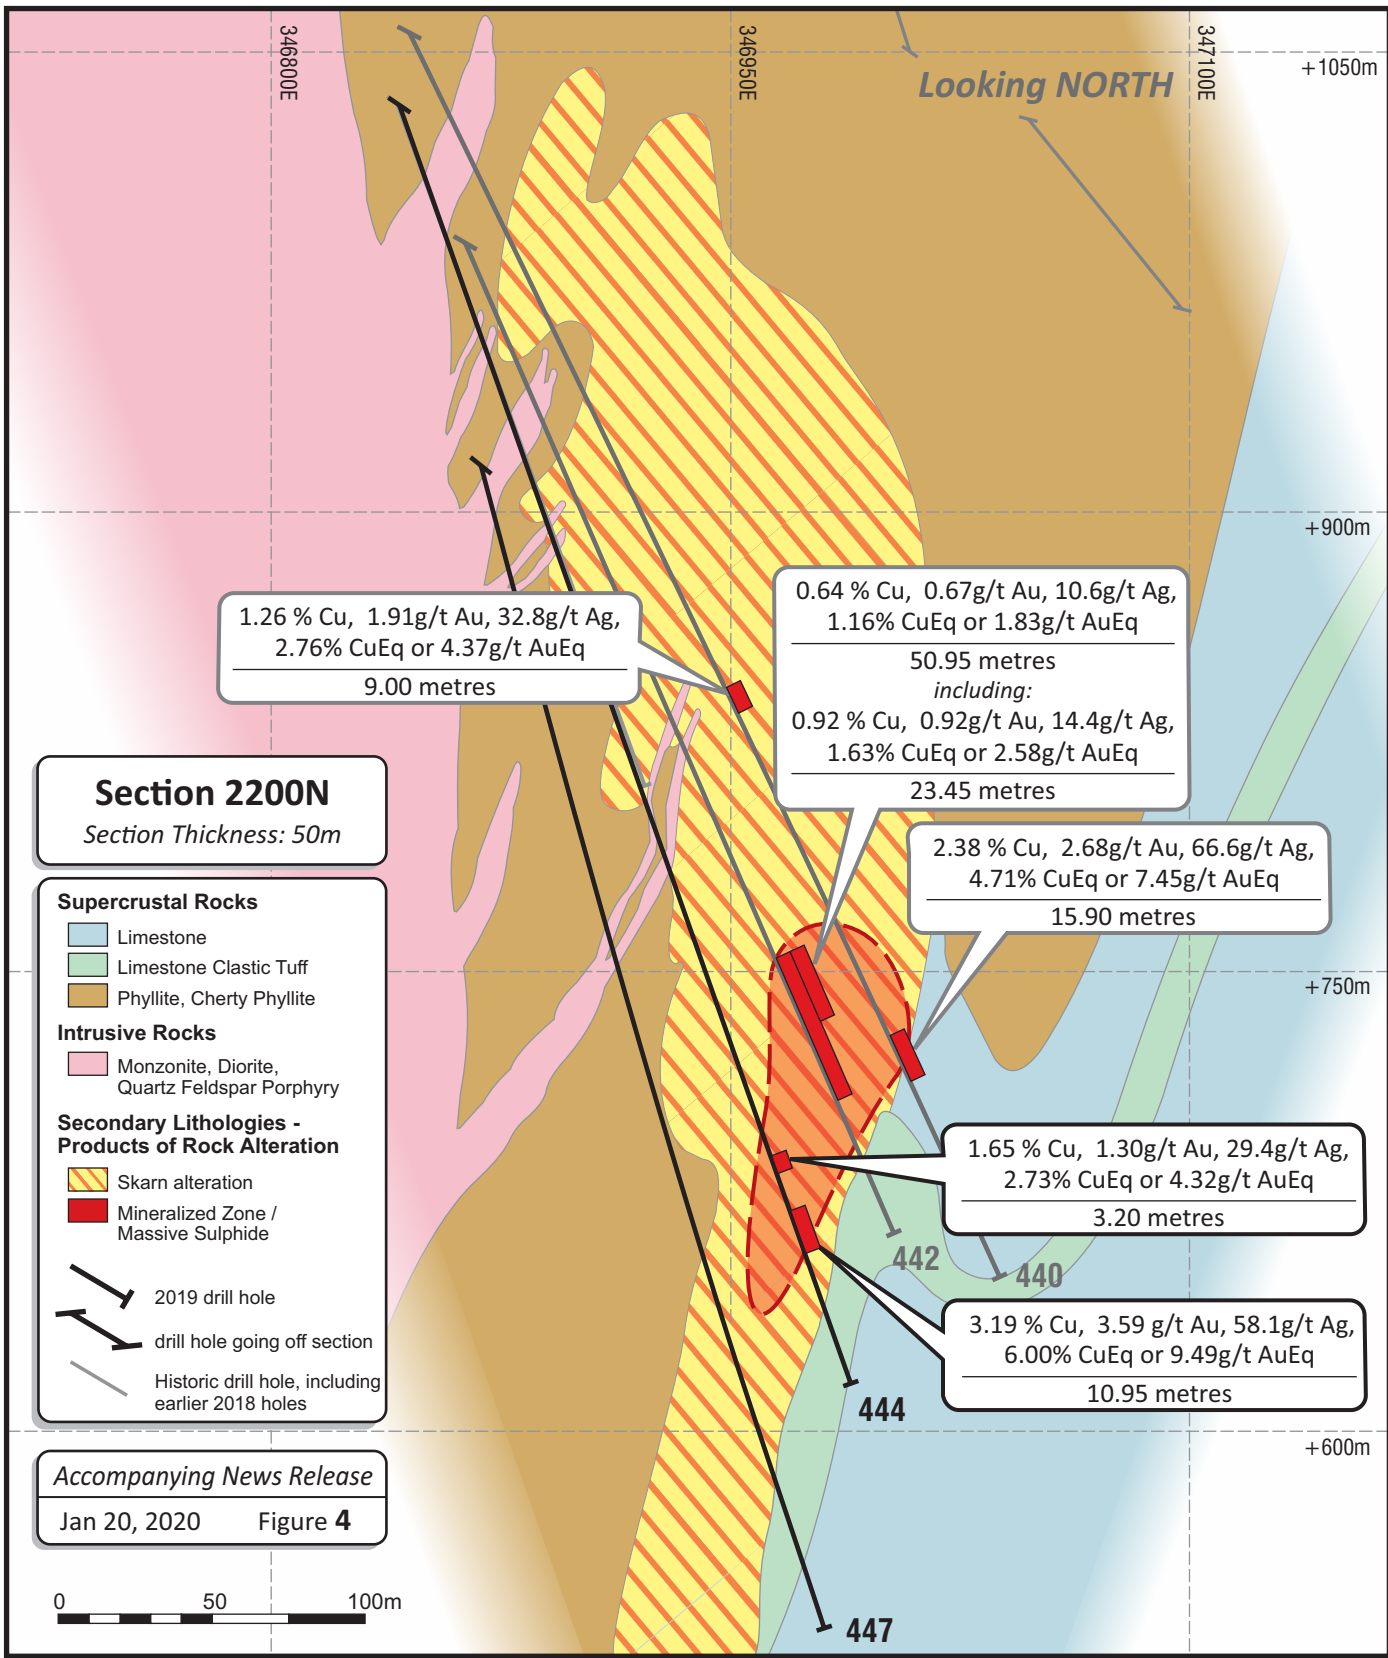 346800E
346950E
347100E
+1050m
Looking NORTH
+900m
1.26 % Cu, 1.91g/t Au, 32.8g/t Ag,
2.76% CuEq or 4.37g/t AuEq
9.00 metres
0.64 % Cu, 0.67g/t Au, 10.6g/t Ag,
1.16% CuEq or 1.83g/t AuEq
50.95 metres
including:
0.92 % Cu, 0.92g/t Au, 14.4g/t Ag,
1.63% CuEq or 2.58g/t AuEq
23.45 metres
2.38 % Cu, 2.68g/t Au, 66.6g/t Ag,
4.71% CuEq or 7.45g/t AuEq
15.90 metres
+750m
1.65 % Cu, 1.30g/t Au, 29.4g/t Ag,
2.73% CuEq or 4.32g/t AuEq
3.20 metres
442
440
3.19 % Cu, 3.59 g/t Au, 58.1g/t Ag,
6.00% CuEq or 9.49g/t AuEq
10.95 metres
444
+600m
447
Section 2200N
Section Thickness: 50m
Supercrustal Rocks
Limestone
Limestone Clastic Tuff
Phyllite, Cherty Phyllite
Intrusive Rocks
Monzonite, Diorite,
Quartz Feldspar Porphyry
Secondary Lithologies -
Products of Rock Alteration
Skarn alteration
Mineralized Zone /
Massive Sulphide
2019 drill hole
drill hole going off section
Historic drill hole, including
earlier 2018 holes
Accompanying News Release
Jan 20, 2020 Figure 4
0 50 100m